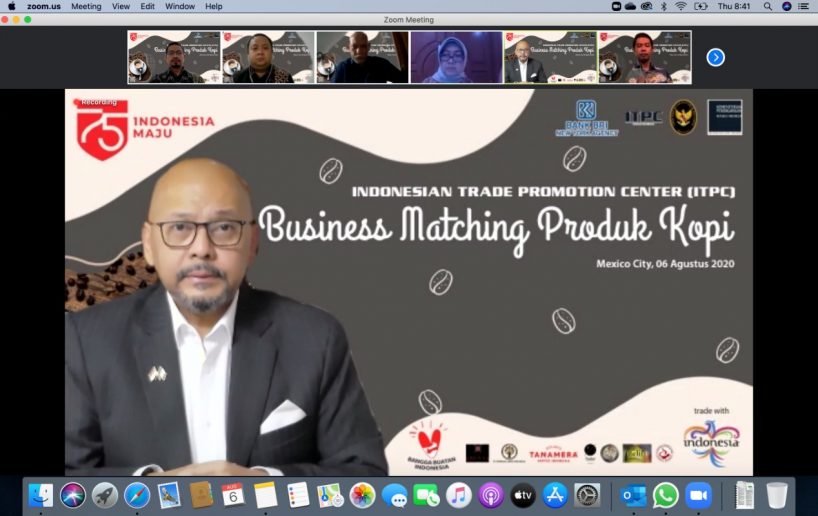 zoom.us Meeting View Edit Window Help
Thu 8:41
Zoom Meeting
Recording
75 INDONESIA
MAJU
BANK BRI
NEW YORK AGENCY
ITPC
INDONESIAN TRADE PROMOTION CENTER (ITPC)
Business Matching Produk Kopi
Mexico City, 06 Agustus 2020
trade with
indonesia
BANGGA BUATAN
INDONESIA
TANAMERA
AUG
6
tv